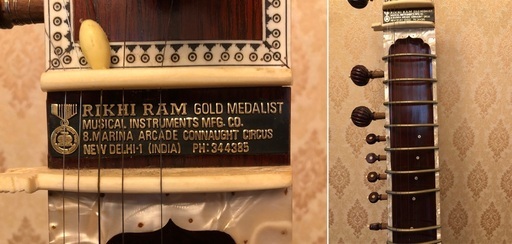 RIKHI RAM GOLD MEDALIST
MUSICAL INSTRUMENTS MFG. CO.
8.MARINA ARCADE CONNAUGHT CIRCUS
NEW DELHI-1 (INDIA) PH:344385